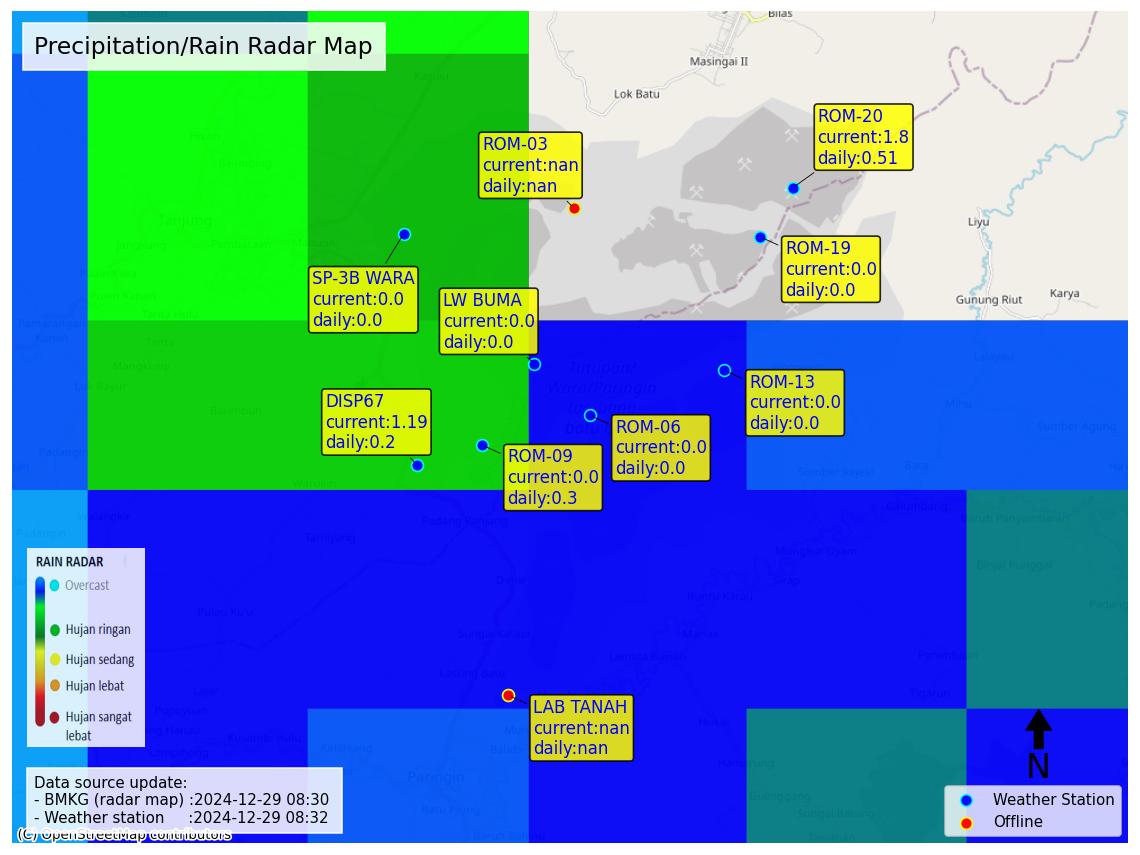 Precipitation/Rain Radar Map
Bilas
Masingai II
Lok Batu
ROM-20
current:1.8
daily:0.51
ROM-03
current:nan
daily:nan
Tanjung
Liyu
ROM-19
current:0.0
daily:0.0
SP-3B WARA
current:0.0
daily:0.0
LW BUMA
current:0.0
daily:0.0
Gunung Riut
Karya
ROM-13
current:0.0
daily:0.0
DISP67
current:1.19
daily:0.2
ROM-06
current:0.0
daily:0.0
ROM-09
current:0.0
daily:0.3
RAIN RADAR
Overcast
Hujan ringan
Hujan sedang
Hujan lebat
Hujan sangat
lebat
LAB TANAH
current:nan
daily:nan
Paringin
N
Data source update:
- BMKG (radar map) :2024-12-29 08:30
- Weather station :2024-12-29 08:32
Weather Station
Offline
(C) OpenStreetMap contributors